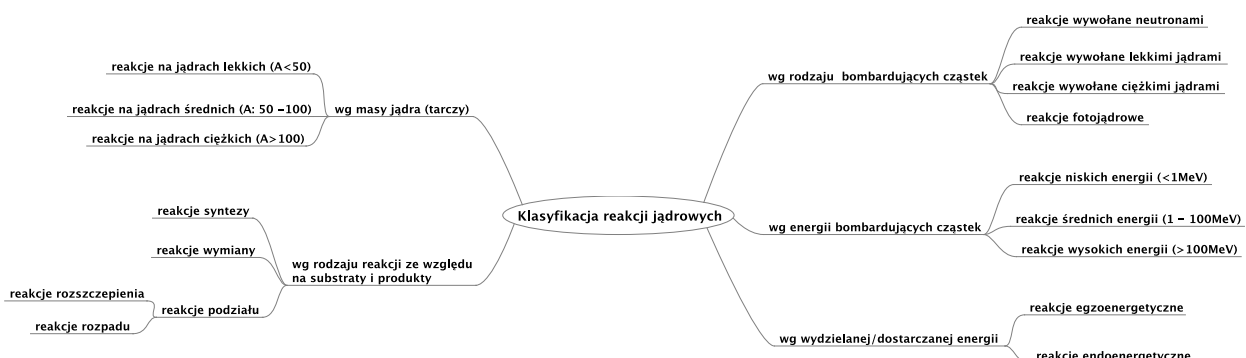 Klasyfikacja reakcji jądrowych
wg rodzaju bombardujących cząstek
reakcje wywołane neutronami
reakcje wywołane lekkimi jądrami
reakcje wywołane ciężkimi jądrami
reakcje fotojądrowe
wg energii bombardujących cząstek
reakcje niskich energii (<1MeV)
reakcje średnich energii (1 – 100MeV)
reakcje wysokich energii (>100MeV)
wg wydzielanej/dostarczanej energii
reakcje egzoenergetyczne
reakcje endoenergetyczne
wg masy jądra (tarczy)
reakcje na jądrach lekkich (A<50)
reakcje na jądrach średnich (A: 50 –100)
reakcje na jądrach ciężkich (A>100)
wg rodzaju reakcji ze względu
na substraty i produkty
reakcje syntezy
reakcje wymiany
reakcje podziału
reakcje rozszczepienia
reakcje rozpadu